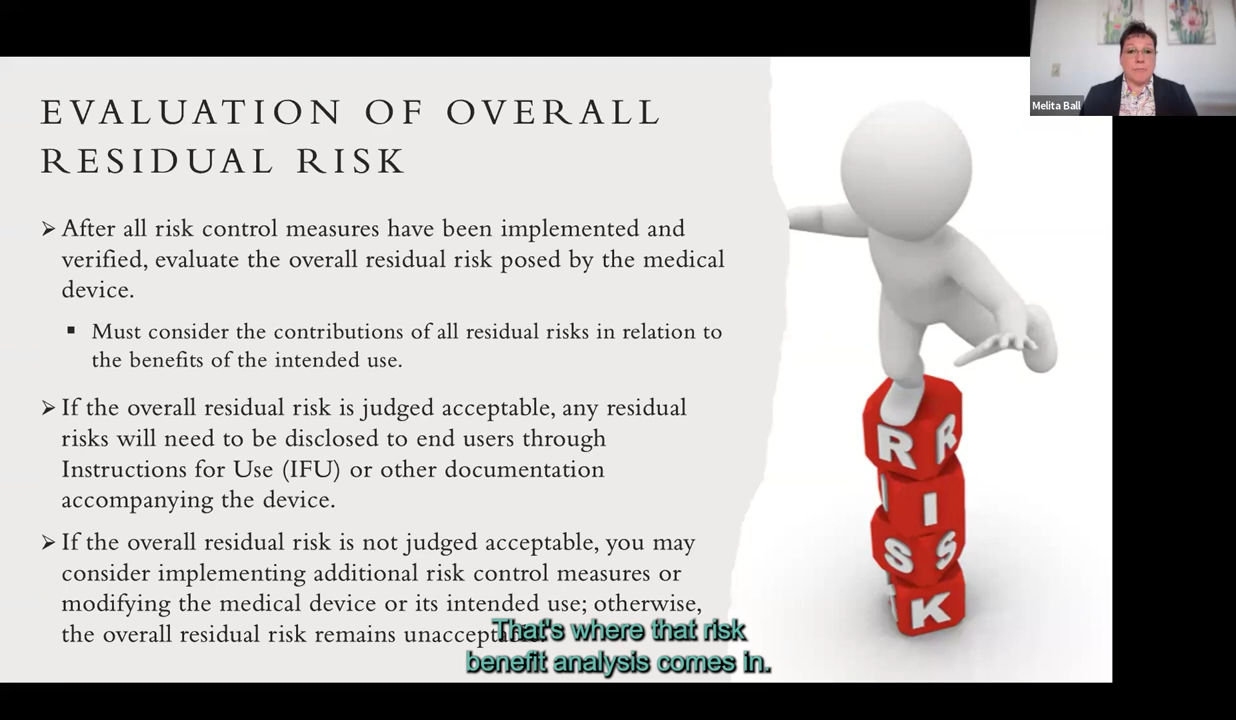 Melita Ball
EVALUATION OF OVERALL
RESIDUAL RISK
➢ After all risk control measures have been implemented and
verified, evaluate the overall residual risk posed by the medical
device.
▪ Must consider the contributions of all residual risks in relation to
the benefits of the intended use.
➢ If the overall residual risk is judged acceptable, any residual
risks will need to be disclosed to end users through
Instructions for Use (IFU) or other documentation
accompanying the device.
➢ If the overall residual risk is not judged acceptable, you may
consider implementing additional risk control measures or
modifying the medical device or its intended use; otherwise,
the overall residual risk remains
That's where that risk
benefit analysis comes in.
R R
I
S S
K